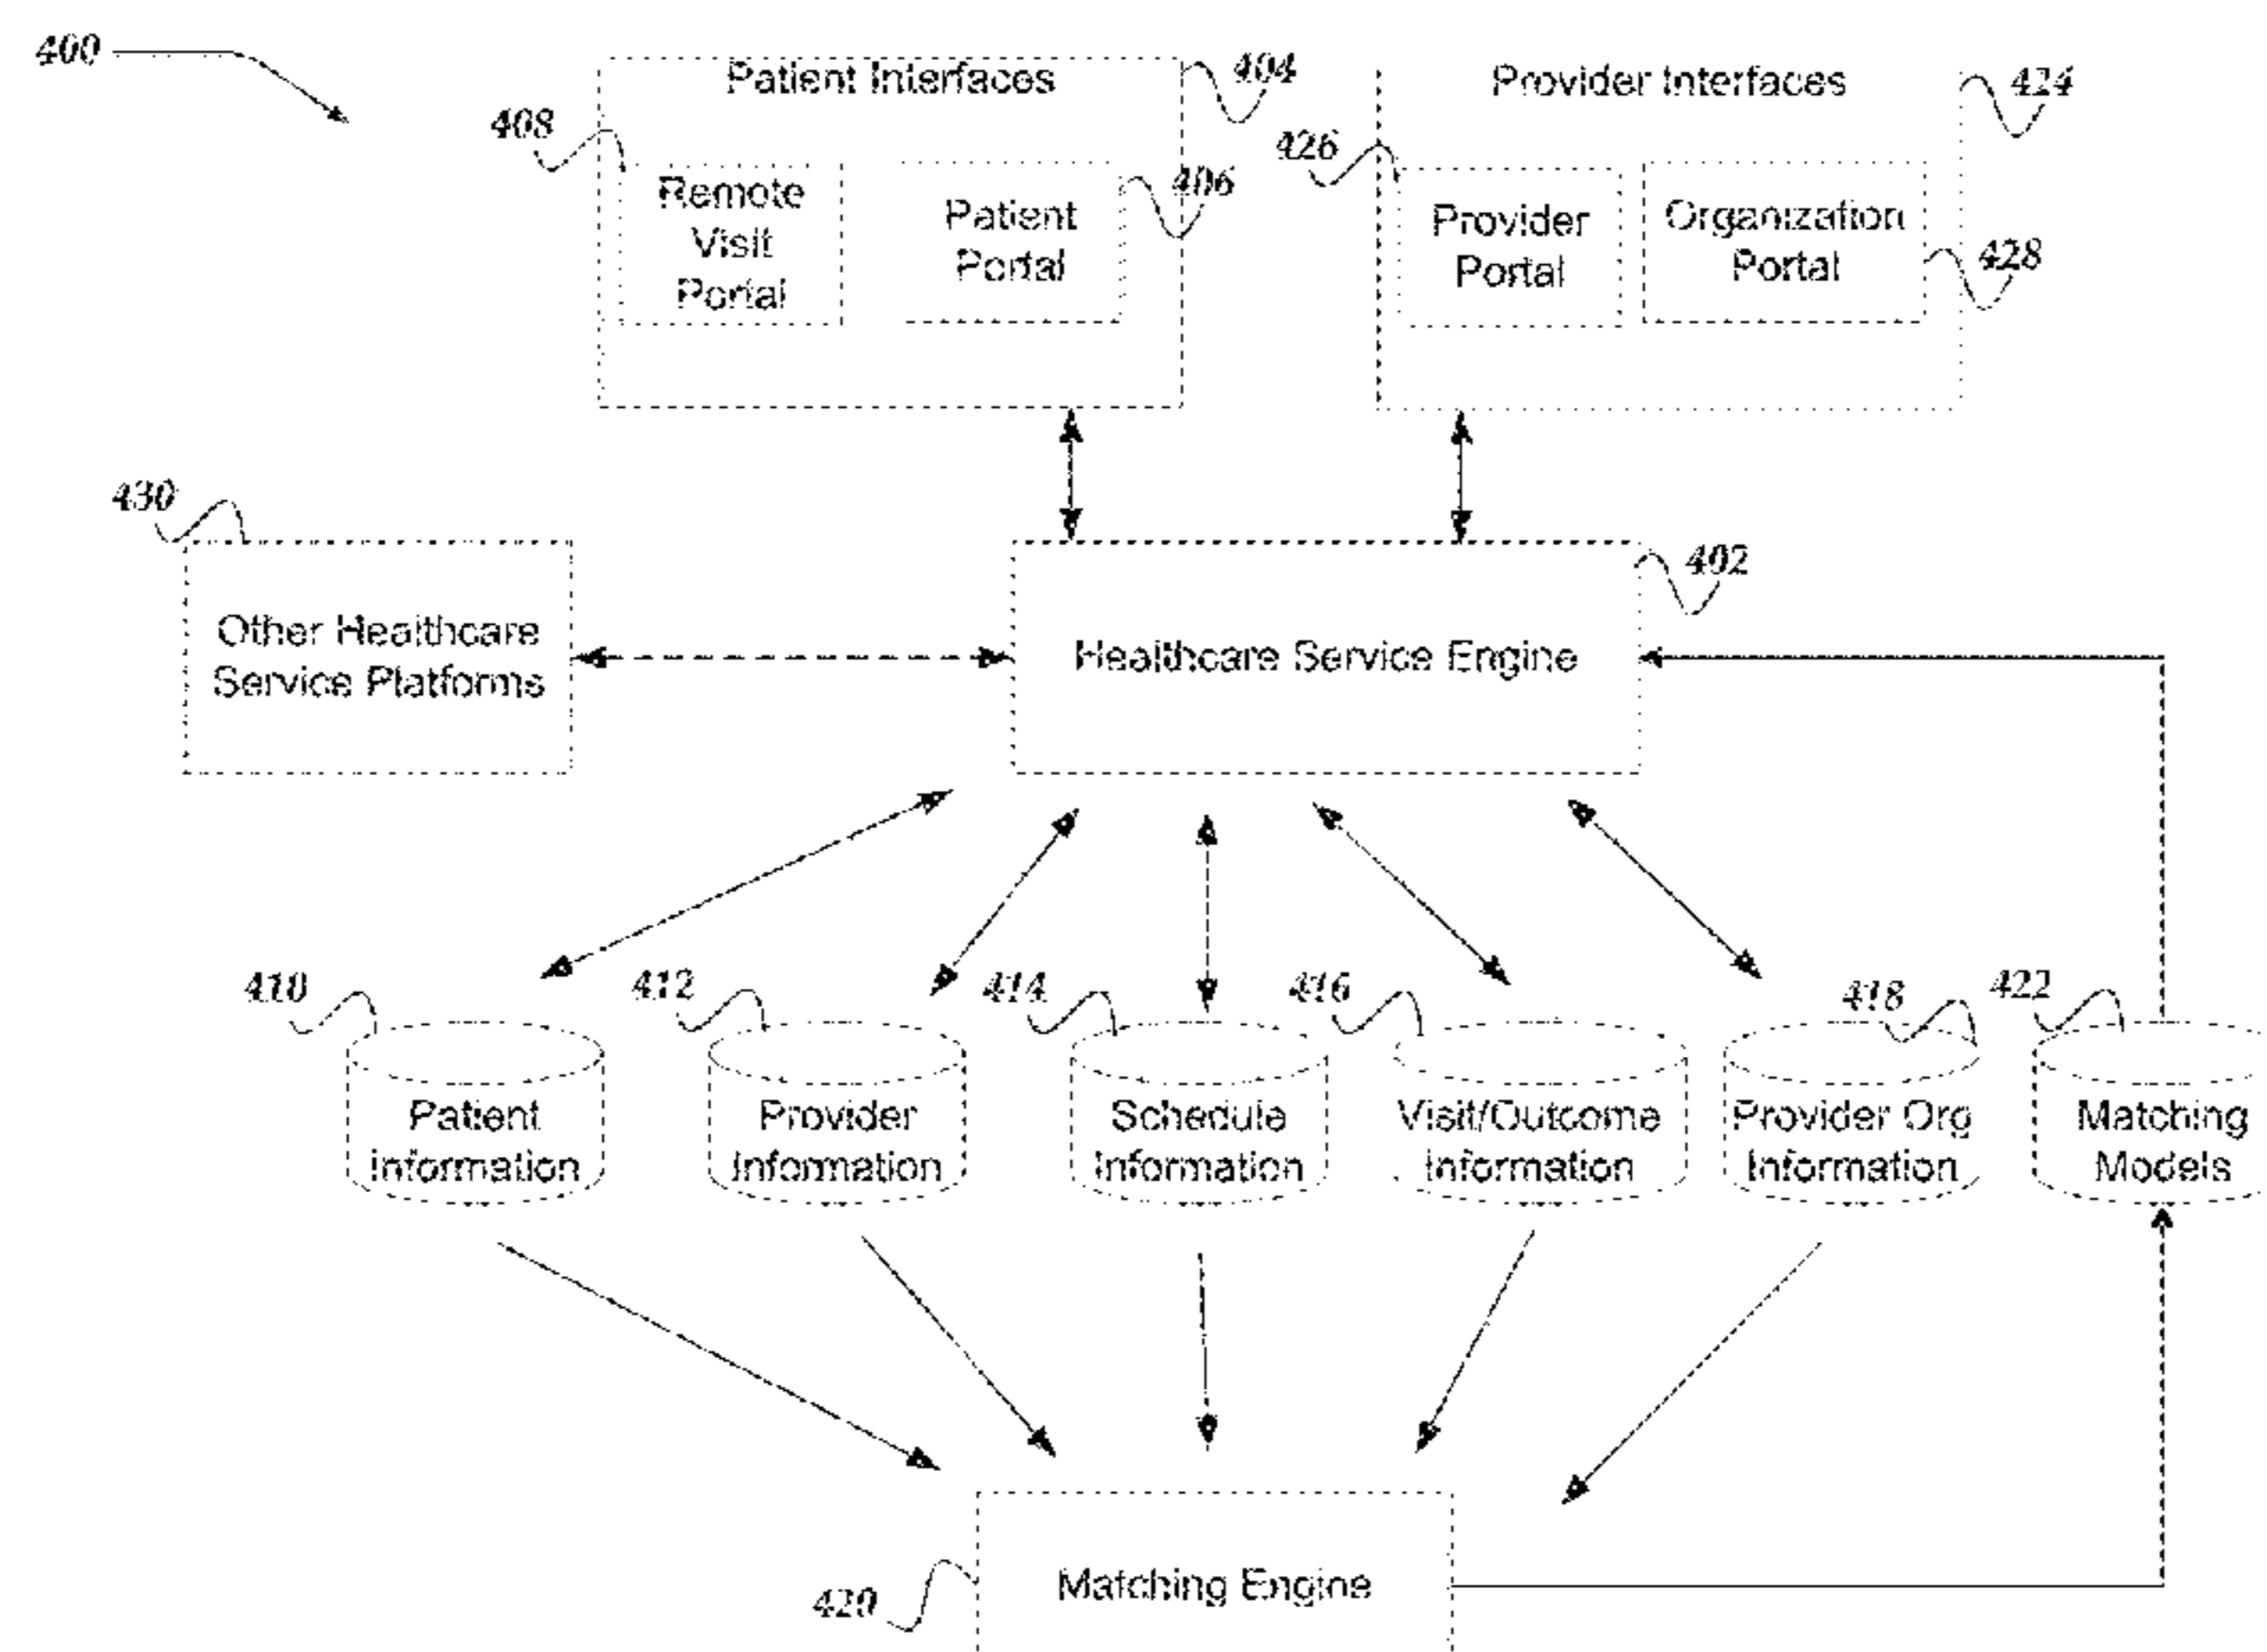 400
Patient Interfaces
404
Provider Interfaces
424
408
Remote
Visit
Portal
Patient
Portal
406
426
Provider
Portal
Organization
Portal
428
430
Other Healthcare
Service Platforms
Healthcare Service Engine
402
410
412
414
416
418
422
Patient
Information
Provider
Information
Schedule
Information
Visit/Outcome
Information
Provider Org
Information
Matching
Models
Matching Engine
420